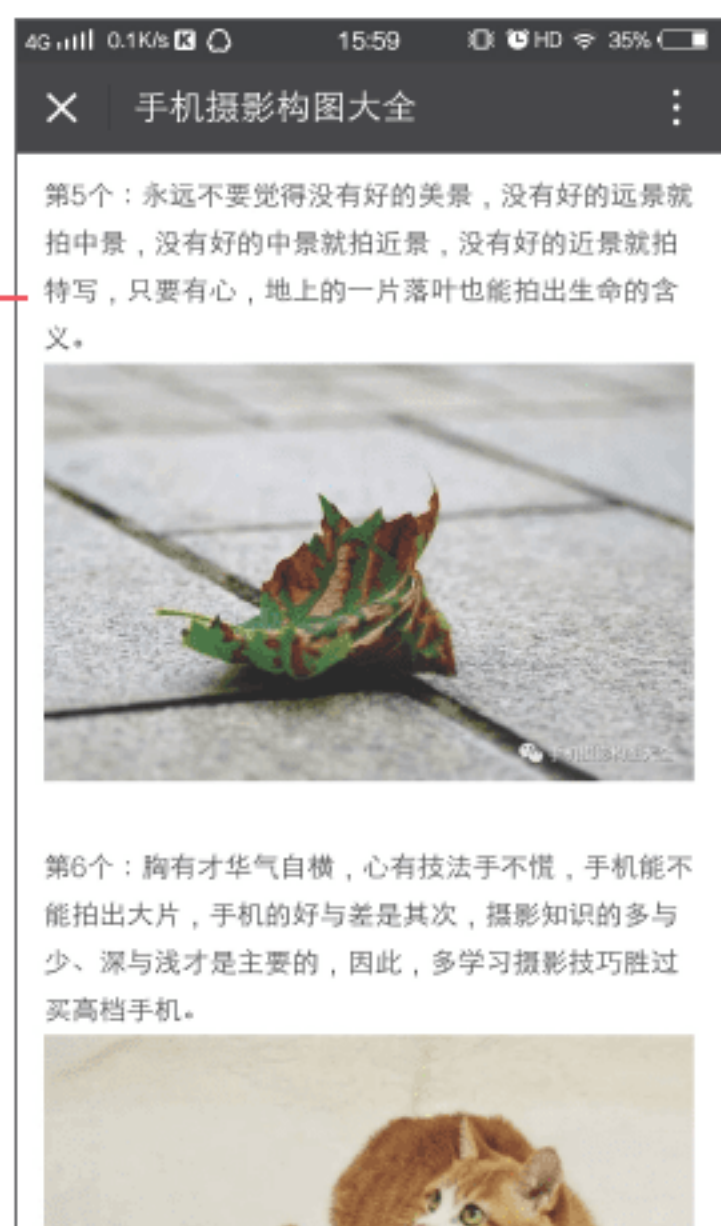 4G 0.1K/s K 15:59 HD 35%
手机摄影构图大全
第5个：永远不要觉得没有好的美景，没有好的远景就
拍中景，没有好的中景就拍近景，没有好的近景就拍
特写，只要有心，地上的一片落叶也能拍出生命的含
义。
第6个：胸有才华气自横，心有技法手不慌，手机能不
能拍出大片，手机的好与差是其次，摄影知识的多与
少、深与浅才是主要的，因此，多学习摄影技巧胜过
买高档手机。